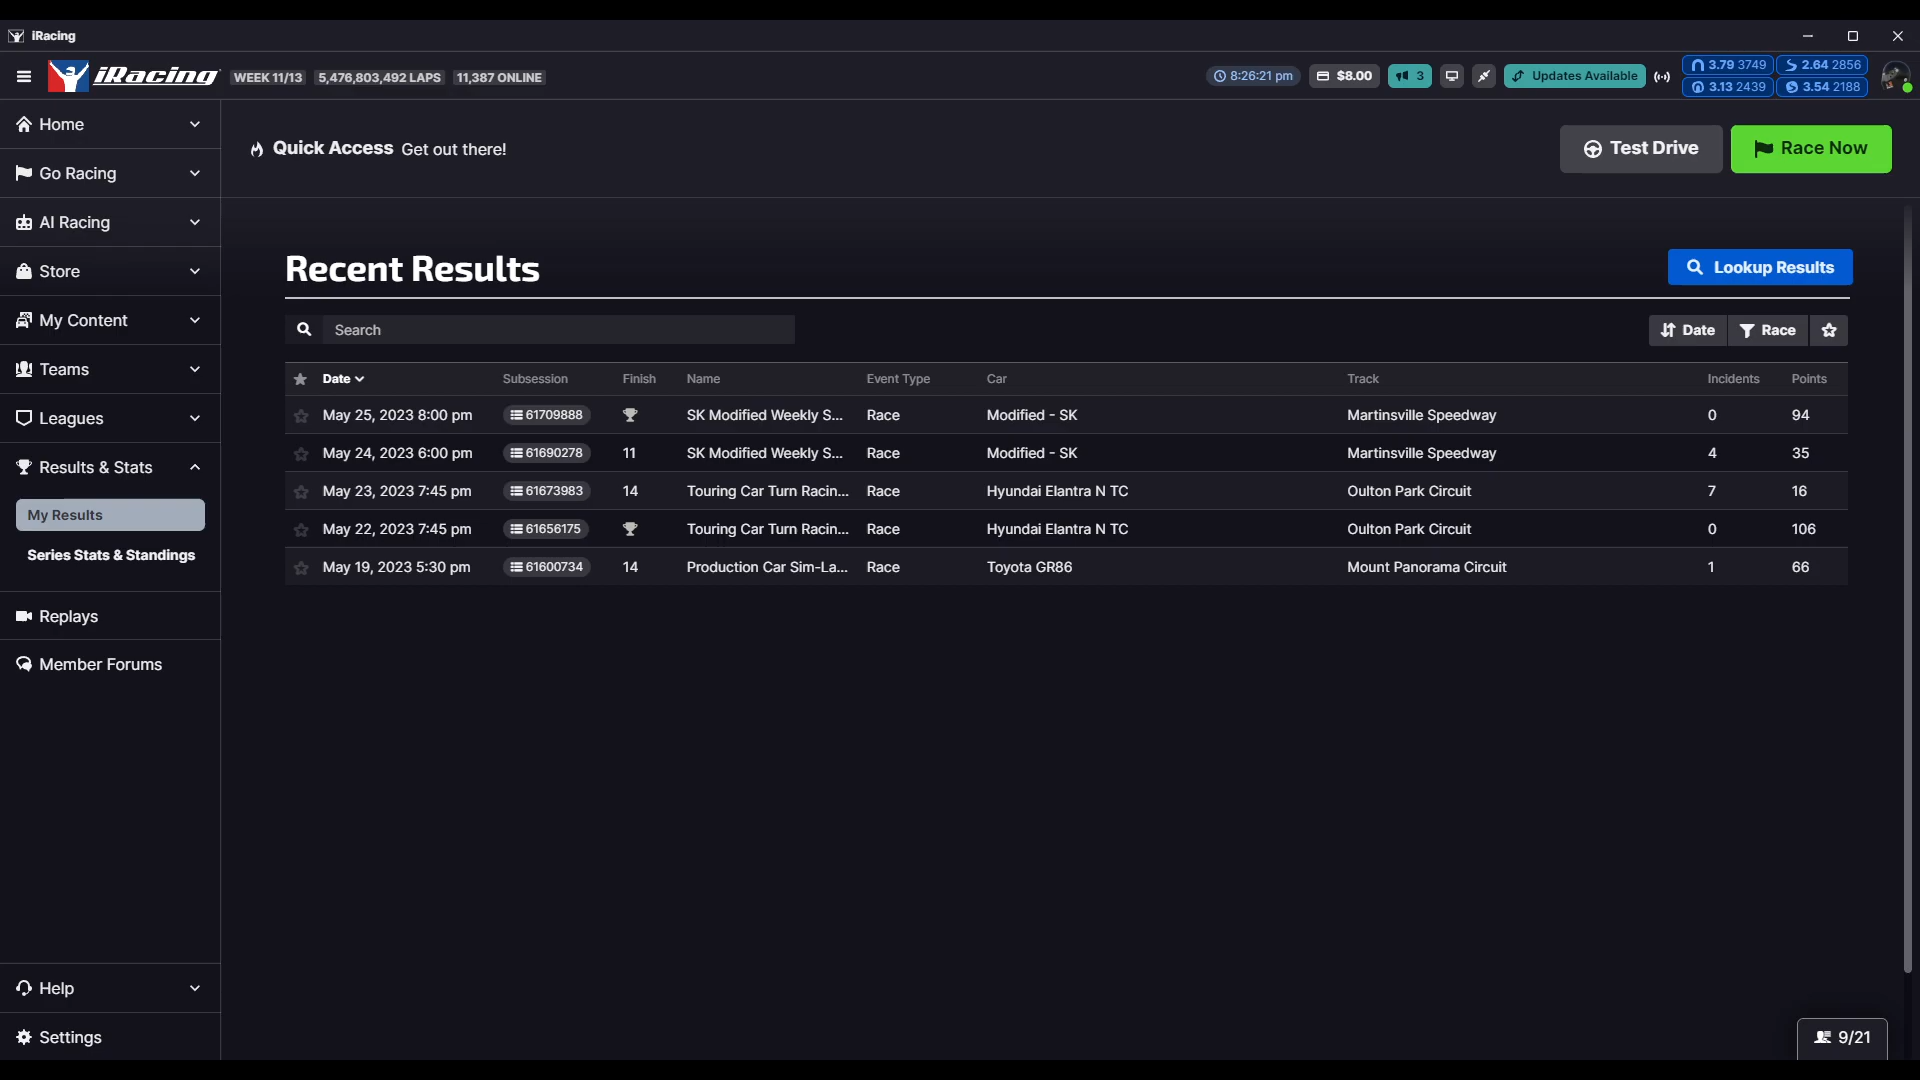 iRacing
iRacing WEEK 11/13 5,476,803,492 LAPS 11,387 ONLINE 8:26:21 pm $8.00 3 Updates Available 3.79 3749 2.64 2856
3.13 2439 3.54 2188
Home
Go Racing
AI Racing
Store
My Content
Teams
Leagues
Results & Stats
My Results
Series Stats & Standings
Replays
Member Forums
Help
Settings
Quick Access Get out there! Test Drive Race Now
Recent Results Lookup Results
Search Date Race
Date Subsession Finish Name Event Type Car Track Incidents Points
May 25, 2023 8:00 pm 61709888 SK Modified Weekly S... Race Modified - SK Martinsville Speedway 0 94
May 24, 2023 6:00 pm 61690278 11 SK Modified Weekly S... Race Modified - SK Martinsville Speedway 4 35
May 23, 2023 7:45 pm 61673983 14 Touring Car Turn Racin... Race Hyundai Elantra N TC Oulton Park Circuit 7 16
May 22, 2023 7:45 pm 61656175 Touring Car Turn Racin... Race Hyundai Elantra N TC Oulton Park Circuit 0 106
May 19, 2023 5:30 pm 61600734 14 Production Car Sim-La... Race Toyota GR86 Mount Panorama Circuit 1 66
9/21